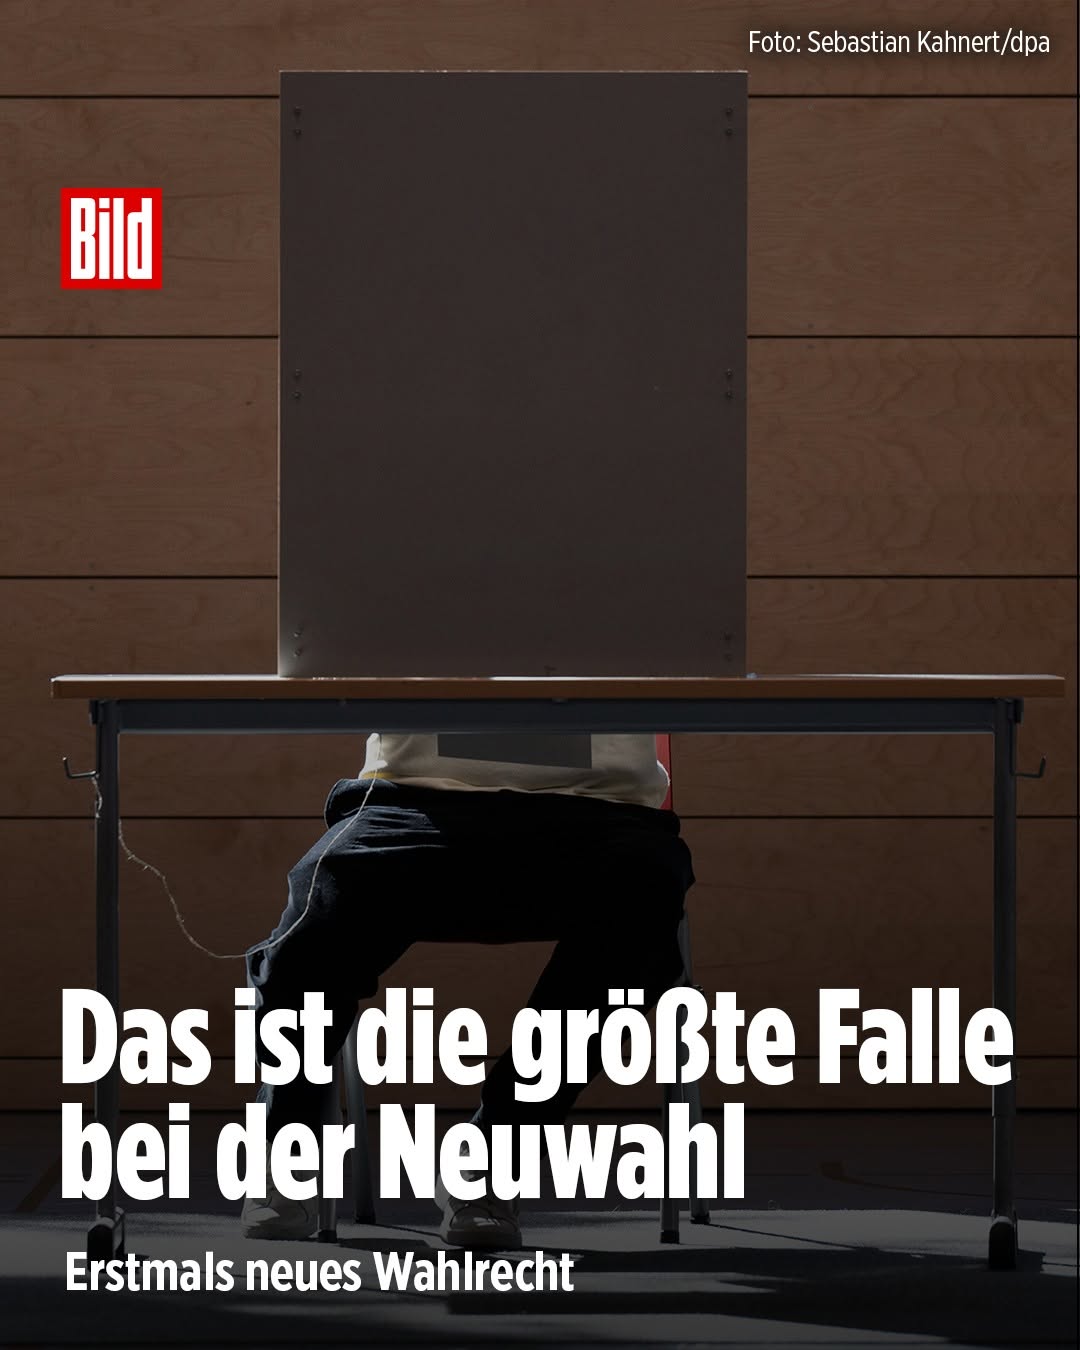 Foto: Sebastian Kahnert/dpa
Bild
Das ist die größte Falle
bei der Neuwahl
Erstmals neues Wahlrecht